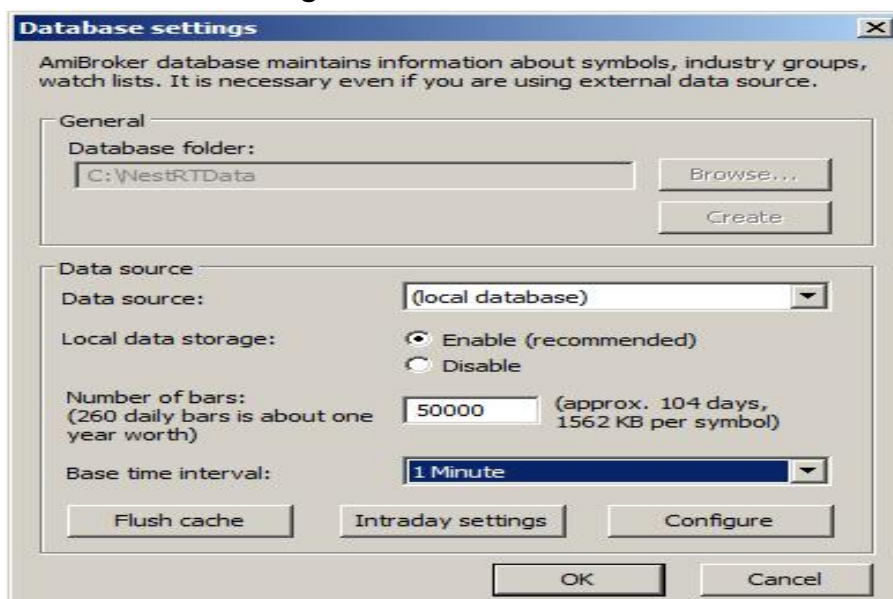 Database settings
AmiBroker database maintains information about symbols, industry groups,
watch lists. It is necessary even if you are using external data source.
General
Database folder:
C:\NestRTData
Browse...
Create
Data source
Data source:
(local database)
Local data storage:
Enable (recommended)
Disable
Number of bars:
(260 daily bars is about one
year worth)
50000
(approx. 104 days,
1562 KB per symbol)
Base time interval:
1 Minute
Flush cache
Intraday settings
Configure
OK
Cancel